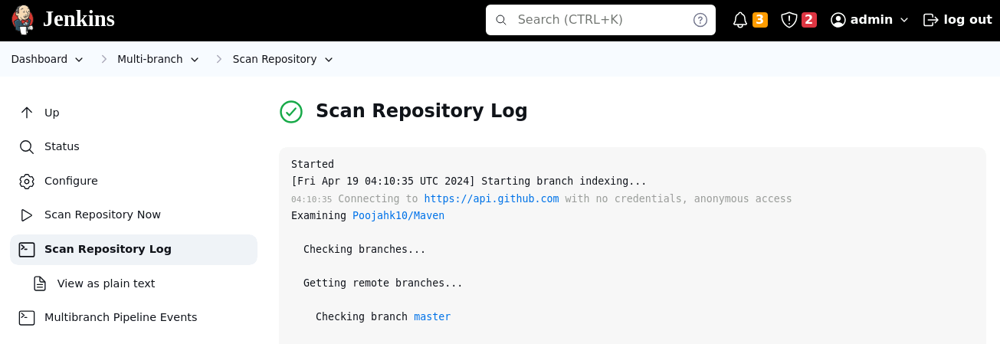 Jenkins
Search (CTRL+K)
3
2
admin
log out
Dashboard
Multi-branch
Scan Repository
Up
Status
Configure
Scan Repository Now
Scan Repository Log
View as plain text
Multibranch Pipeline Events
Scan Repository Log
Started
[Fri Apr 19 04:10:35 UTC 2024] Starting branch indexing...
04:10:35 Connecting to https://api.github.com with no credentials, anonymous access
Examining Poojahk10/Maven
Checking branches...
Getting remote branches...
Checking branch master